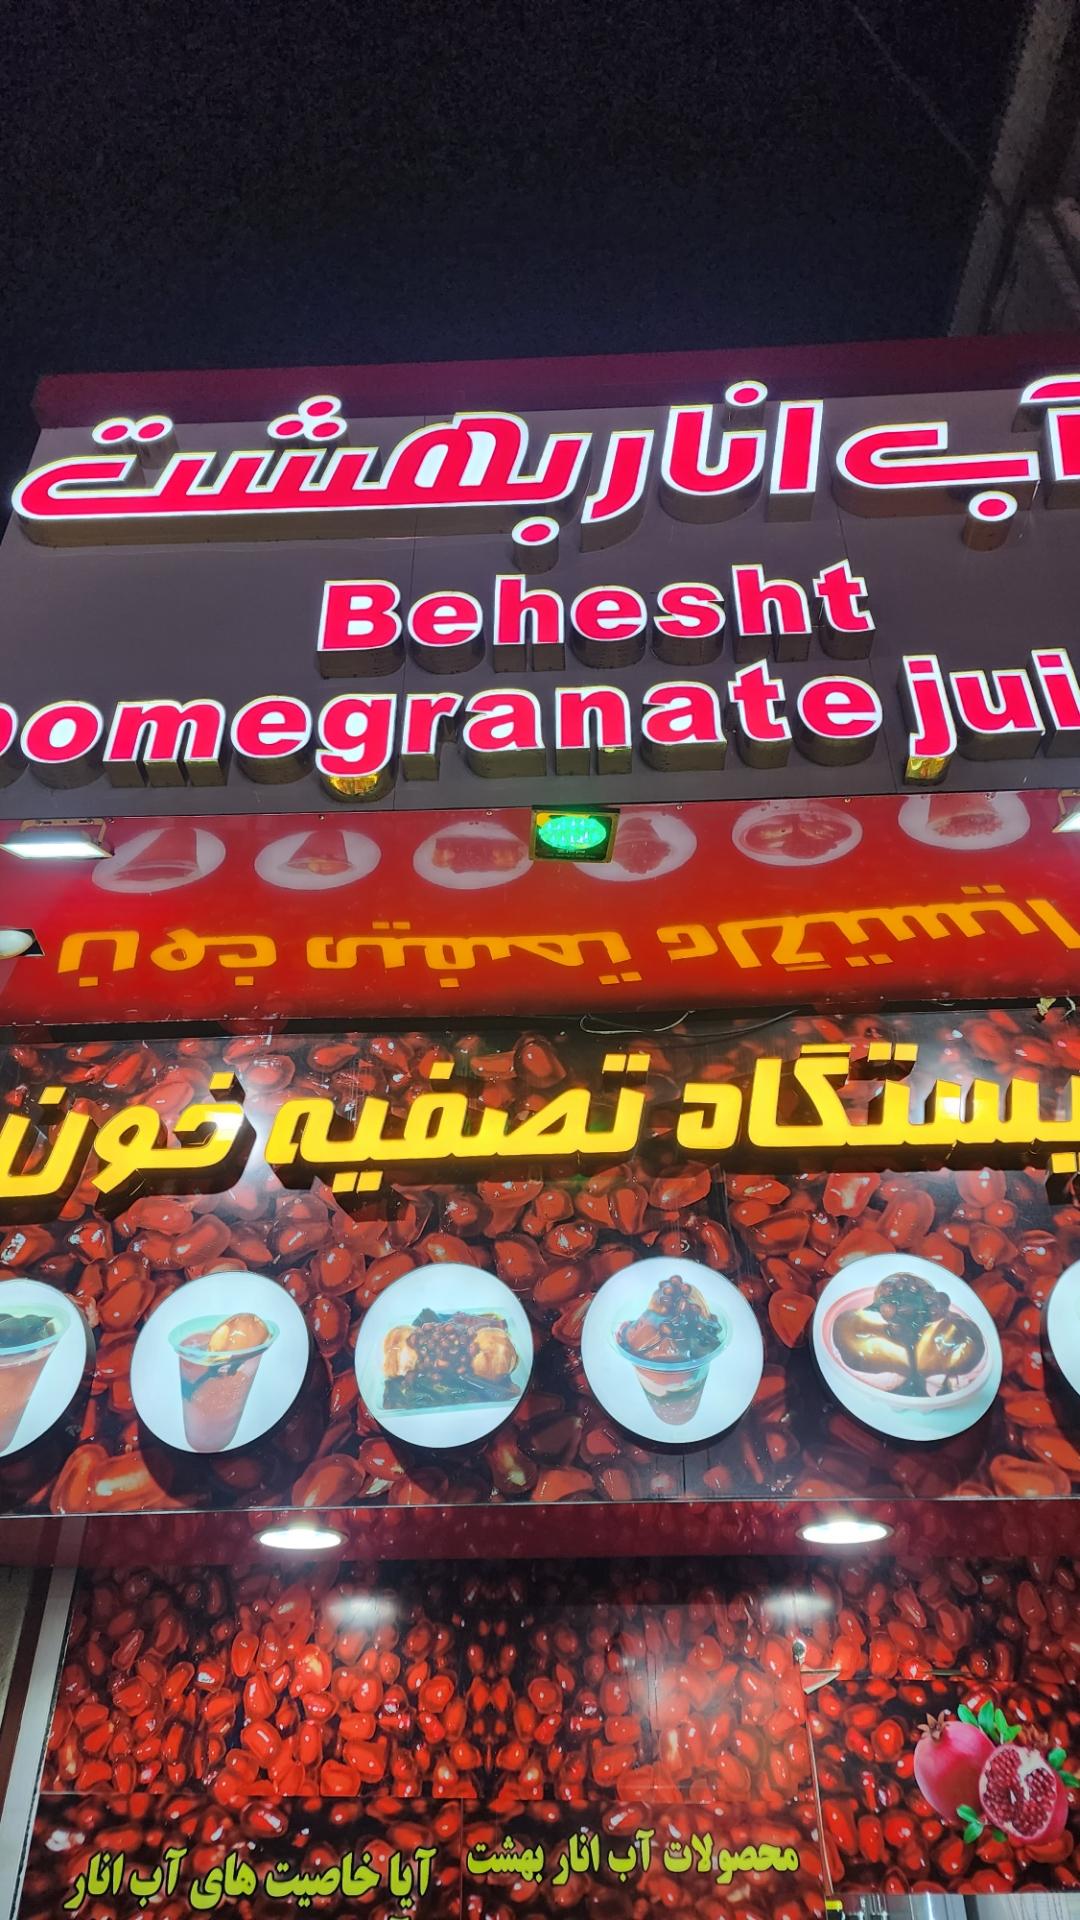 آب انار بهشت
Behesht
pomegranate jui
یستگاه تصفیه خون
محصولات آب انار بهشت
آیا خاصیت های آب انار